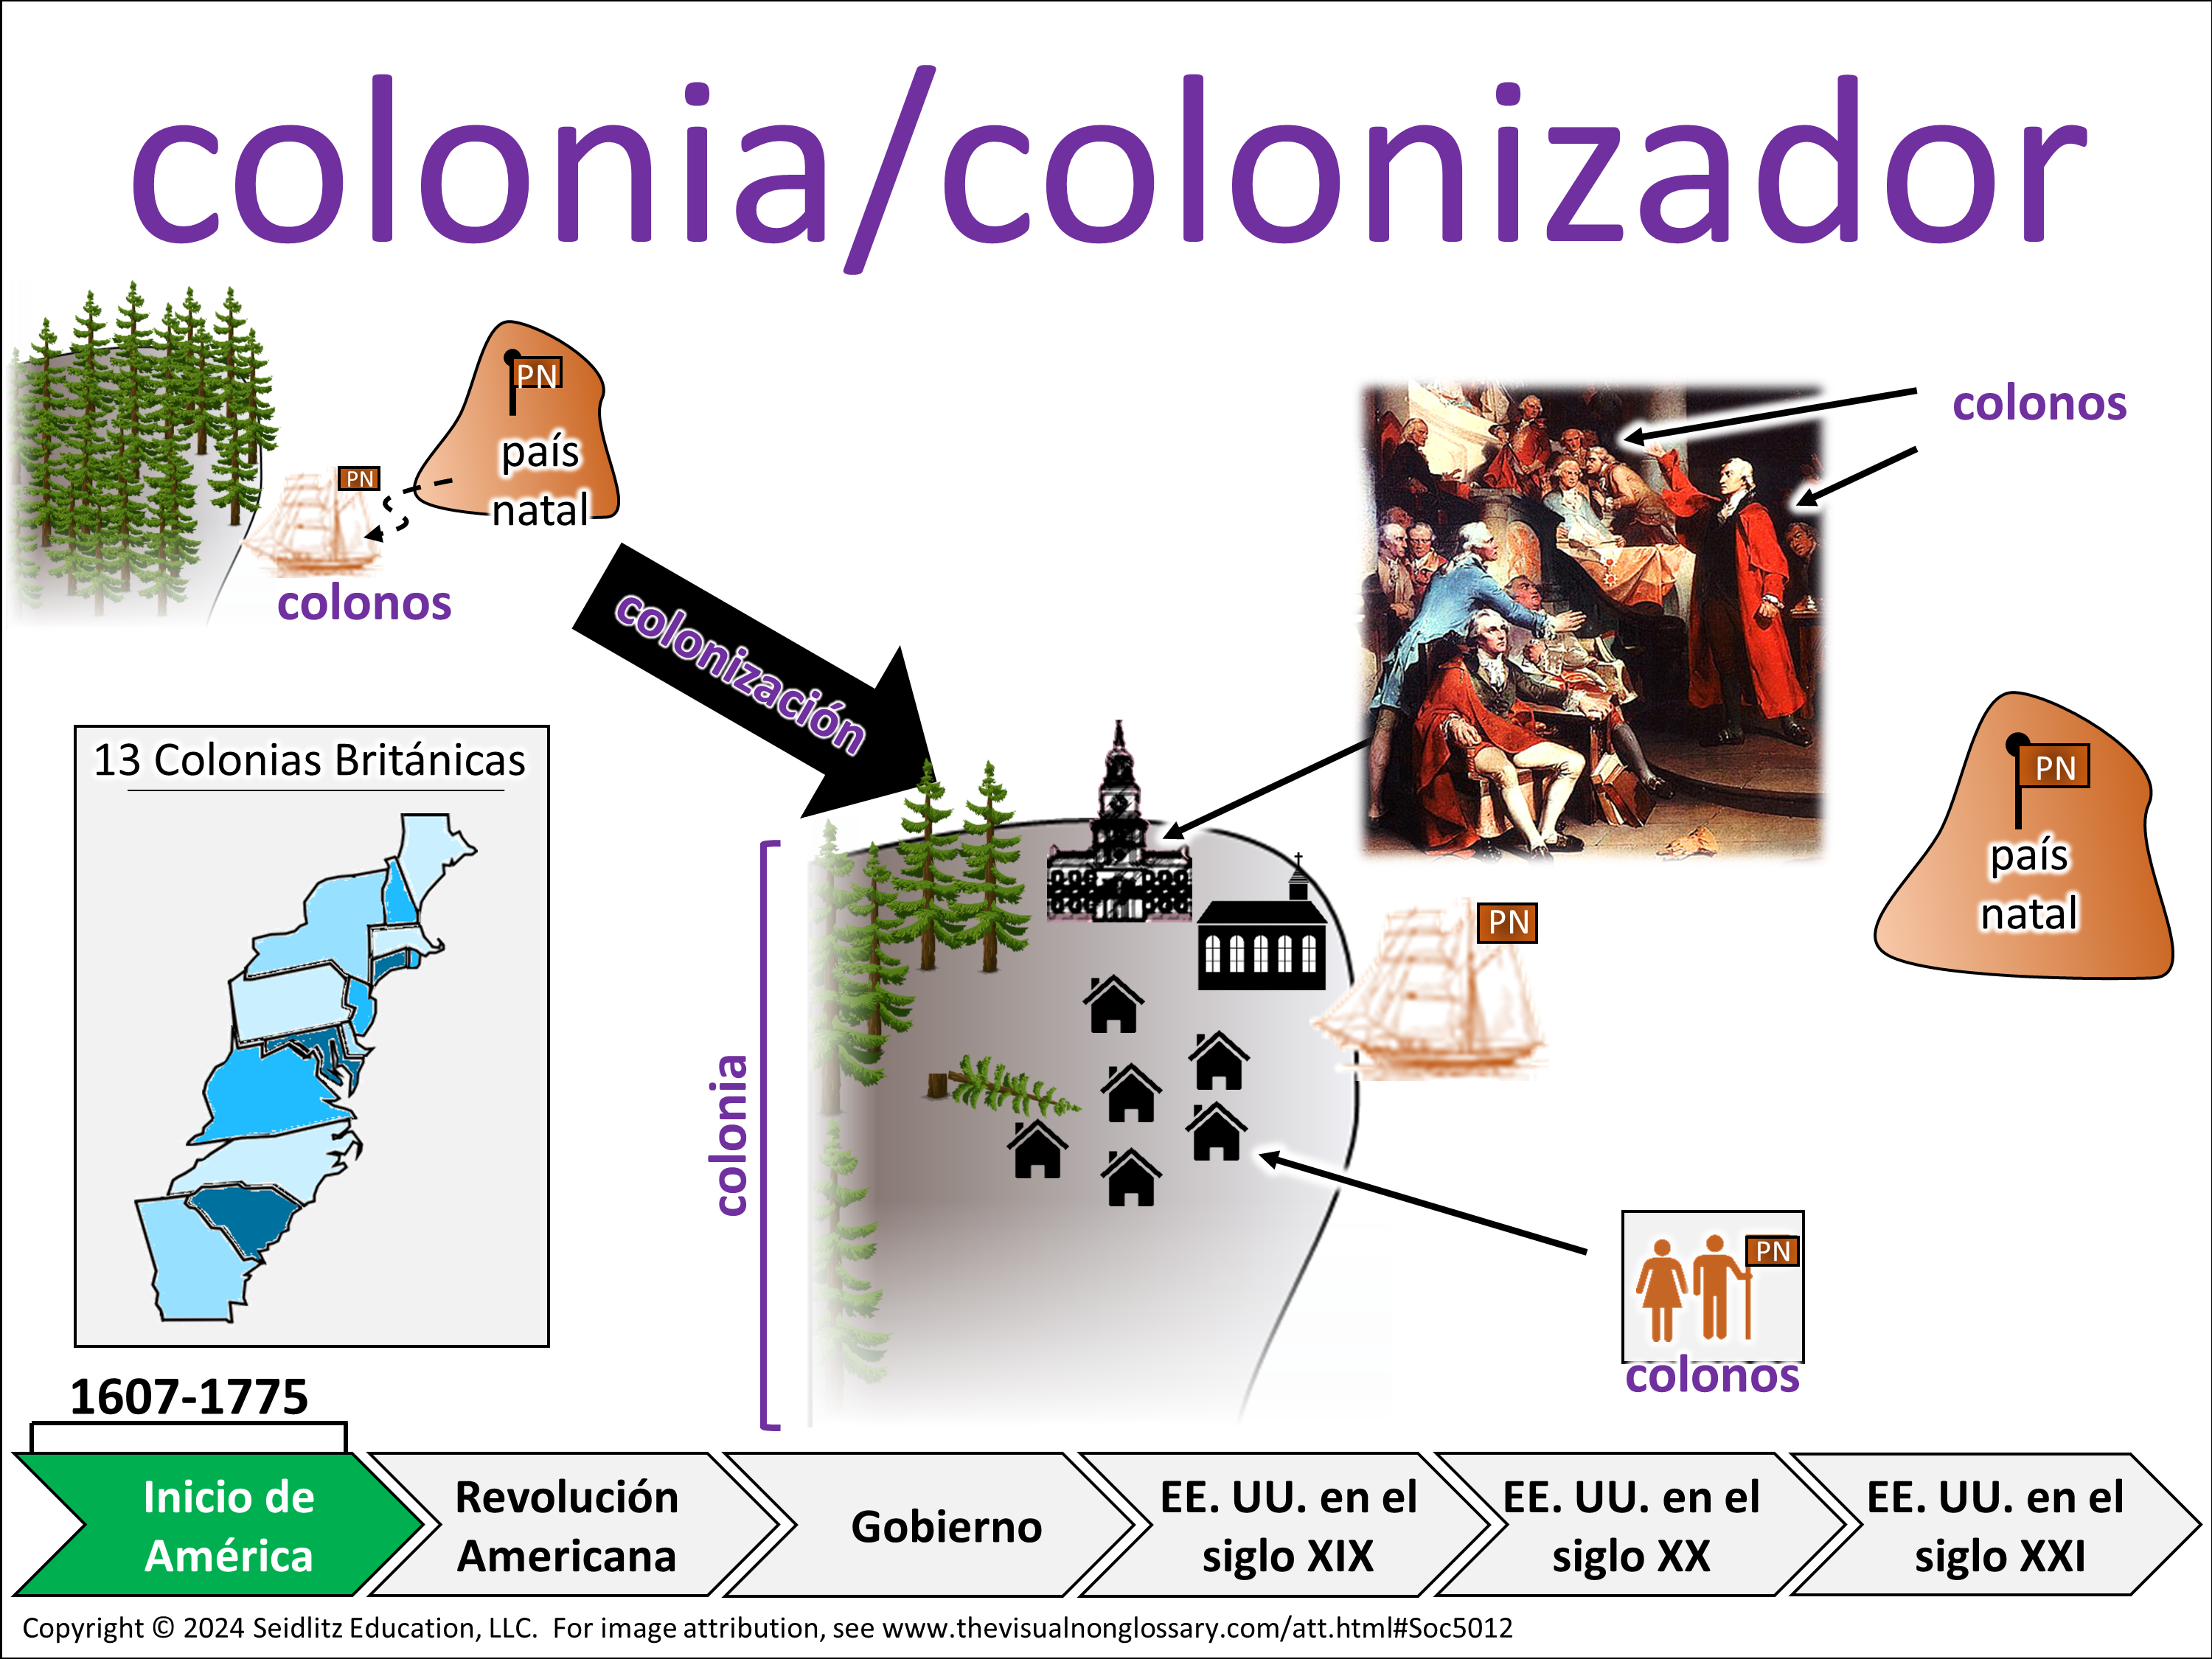 colonia/colonizador
PN
país
natal
PN
colonos
colonización
colonos
13 Colonias Británicas
colonia
PN
PN
país
natal
PN
colonos
1607-1775
Inicio de
América
Revolución
Americana
Gobierno
EE. UU. en el
siglo XIX
EE. UU. en el
siglo XX
EE. UU. en el
siglo XXI
Copyright © 2024 Seidlitz Education, LLC.  For image attribution, see www.thevisualnonglossary.com/att.html#Soc5012